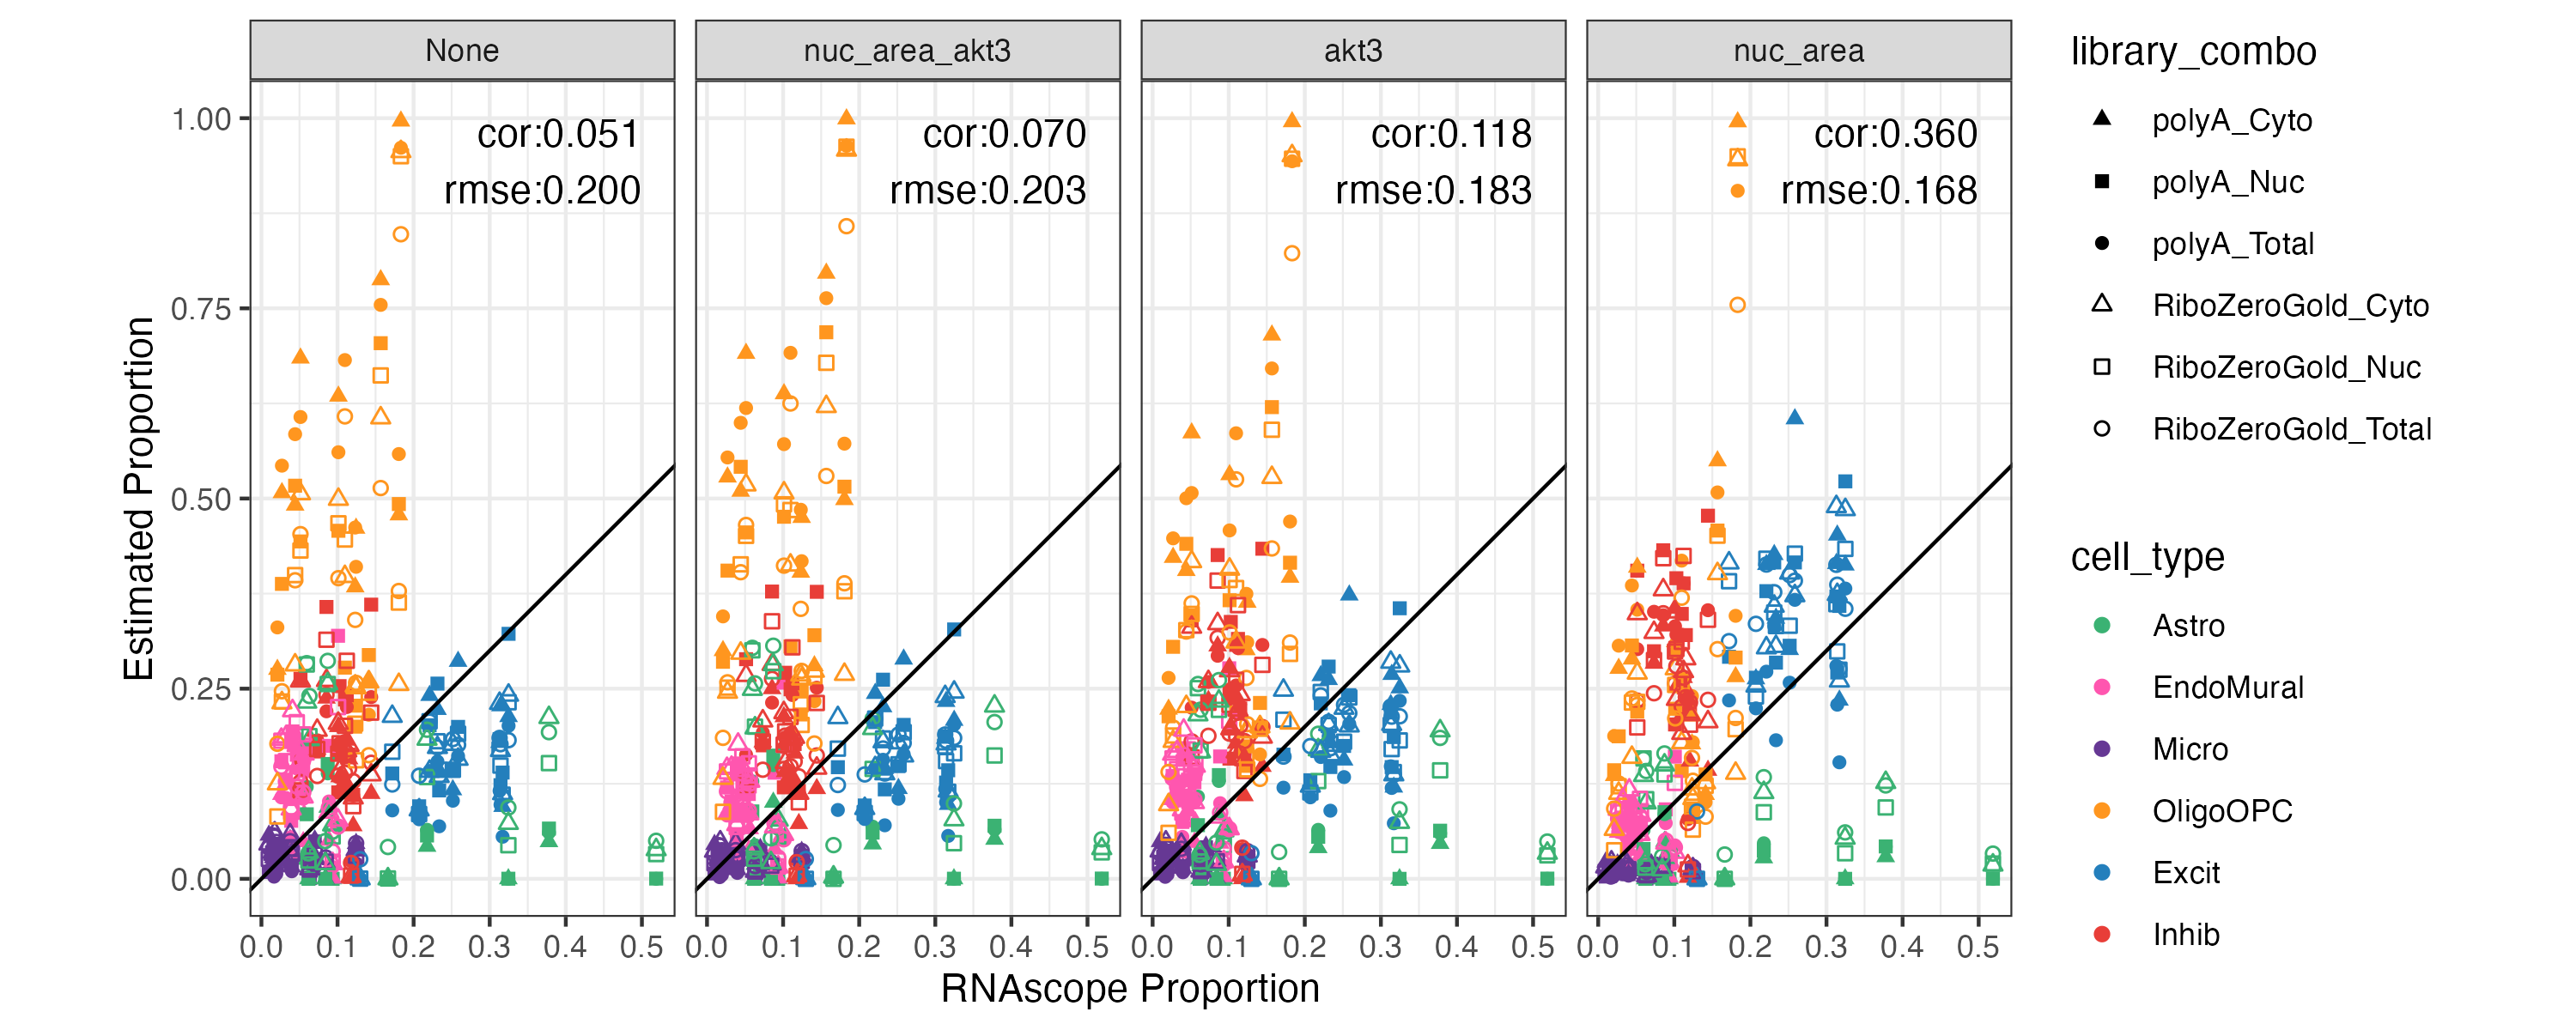 None
nuc_area_akt3
akt3
nuc_area
cor:0.051
rmse:0.200
cor:0.070
rmse:0.203
cor:0.118
rmse:0.183
cor:0.360
rmse:0.168
Estimated Proportion
1.00
0.75
0.50
0.25
0.00
0.0 0.1 0.2 0.3 0.4 0.5
0.0 0.1 0.2 0.3 0.4 0.5
0.0 0.1 0.2 0.3 0.4 0.5
0.0 0.1 0.2 0.3 0.4 0.5
RNAscope Proportion
library_combo
polyA_Cyto
polyA_Nuc
polyA_Total
RiboZeroGold_Cyto
RiboZeroGold_Nuc
RiboZeroGold_Total
cell_type
Astro
EndoMural
Micro
OligoOPC
Excit
Inhib